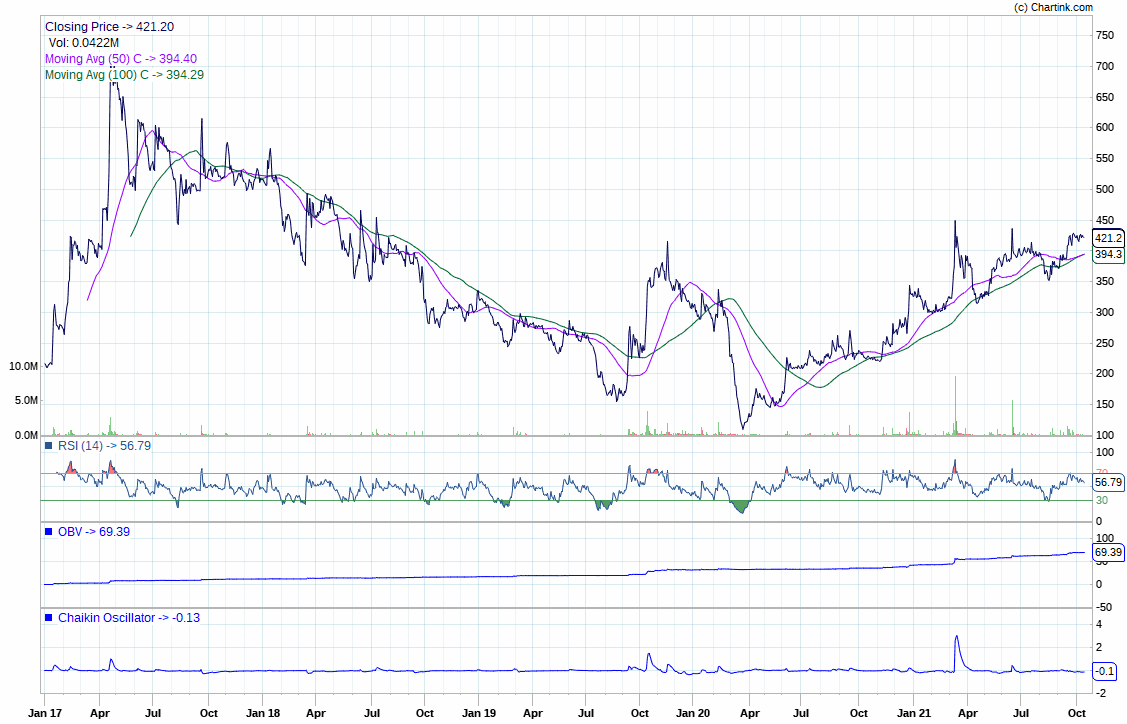 (c) Chartink.com
Closing Price -> 421.20
Vol: 0.0422M
Moving Avg (50) C -> 394.40
Moving Avg (100) C -> 394.29
750
700
650
600
550
500
450
421.2
394.3
350
300
250
200
150
100
10.0M
5.0M
0.0M
RSI (14) -> 56.79
100
70
56.79
30
0
OBV -> 69.39
100
69.39
50
0
-50
Chaikin Oscillator -> -0.13
4
2
-0.1
-2
Jan 17 Apr Jul Oct Jan 18 Apr Jul Oct Jan 19 Apr Jul Oct Jan 20 Apr Jul Oct Jan 21 Apr Jul Oct